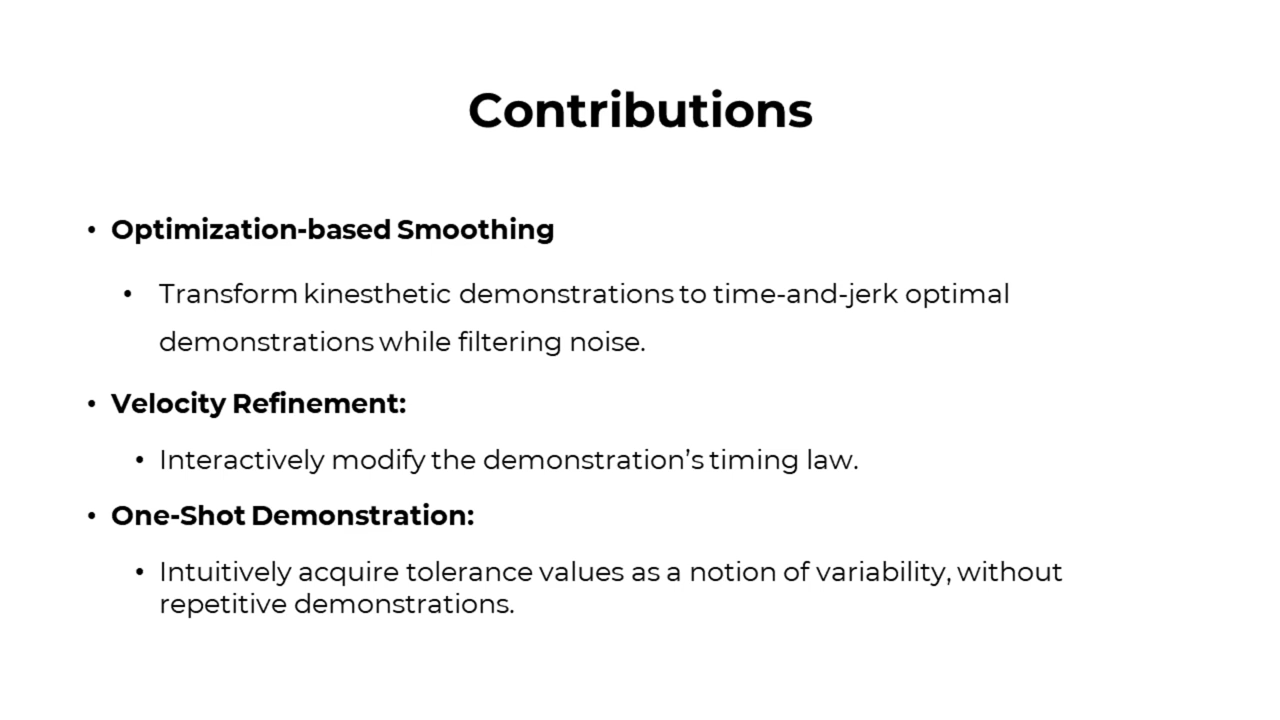 Contributions
• Optimization-based Smoothing
• Transform kinesthetic demonstrations to time-and-jerk optimal
demonstrations while filtering noise.
• Velocity Refinement:
• Interactively modify the demonstration’s timing law.
• One-Shot Demonstration:
• Intuitively acquire tolerance values as a notion of variability, without
repetitive demonstrations.